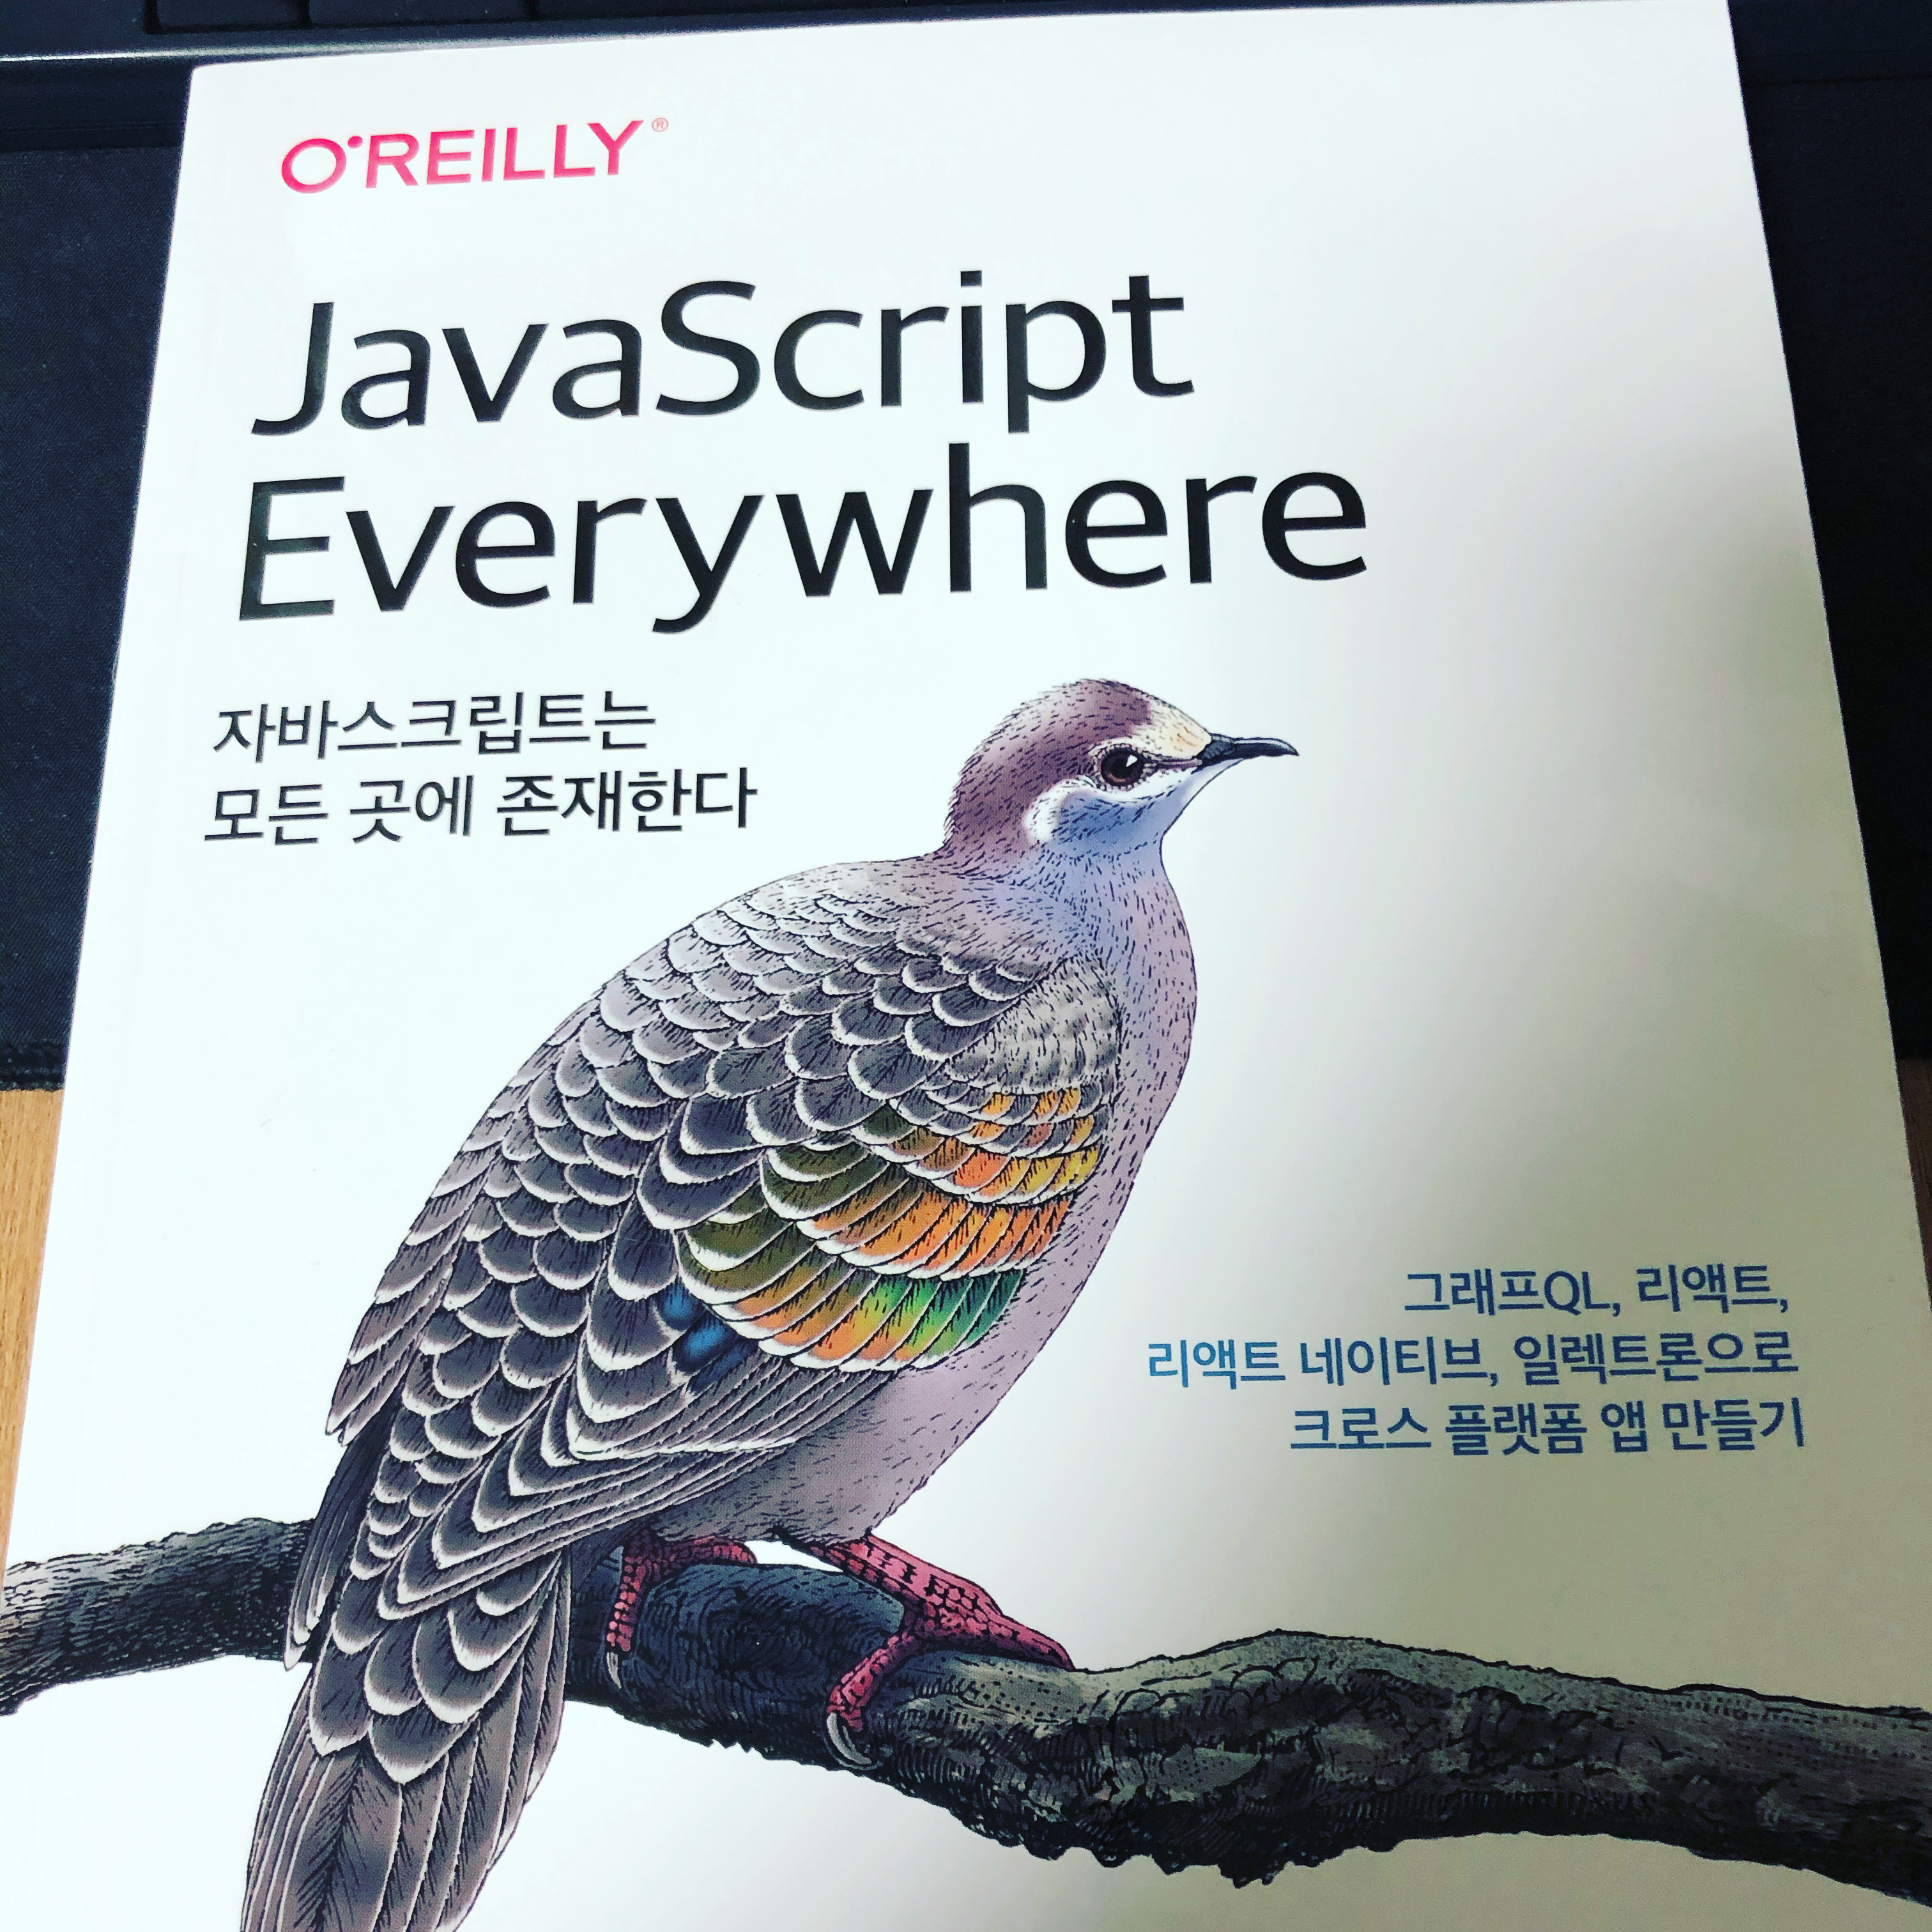 O'REILLY®
JavaScript
Everywhere
자바스크립트는
모든 곳에 존재한다
그래프QL, 리액트,
리액트 네이티브, 일렉트론으로
크로스 플랫폼 앱 만들기